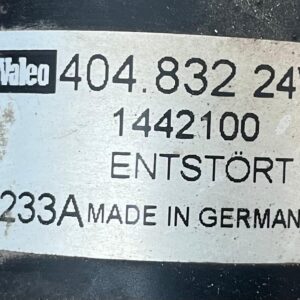 Valeo 404.832 24V
1442100
ENTSTÖRT
233A MADE IN GERMAN